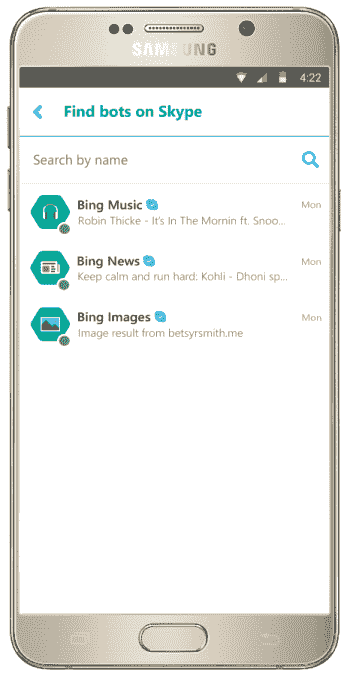 SAMSUNG
4:22
Find bots on Skype
Search by name
Bing Music
Mon
Robin Thicke - It's In The Mornin ft. Snoo...
Bing News
Mon
Keep calm and run hard: Kohli - Dhoni sp...
Bing Images
Mon
Image result from betsyrsmith.me